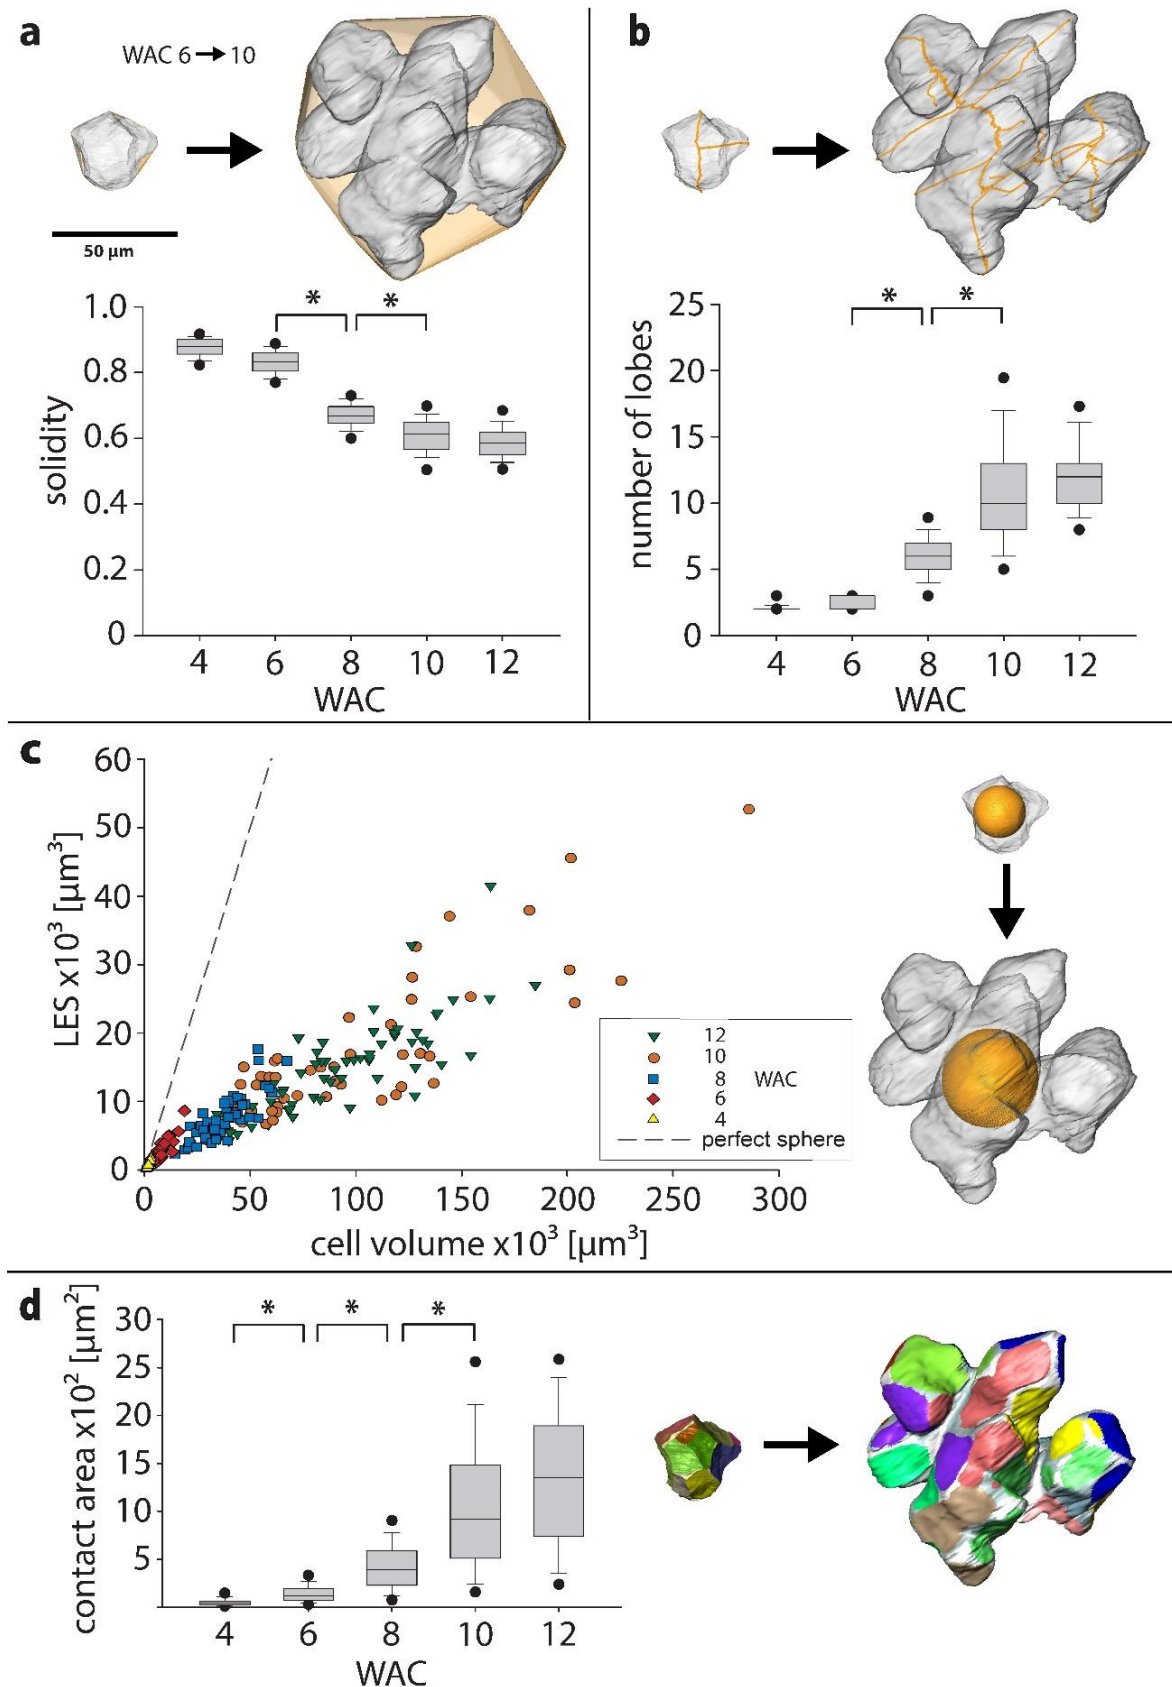 a
WAC 6→10
50 µm
* *
1.0
0.8
0.6
0.4
0.2
0
solidity
4 6 8 10 12
WAC
b
* *
25
20
15
10
5
0
number of lobes
4 6 8 10 12
WAC
c
60
50
40
30
20
10
0
LES x10³ [µm³]
0 50 100 150 200 250 300
cell volume x10³ [µm³]
12
10
8 WAC
6
4
perfect sphere
d
* * *
30
25
20
15
10
5
contact area x10² [µm²]
4 6 8 10 12
WAC